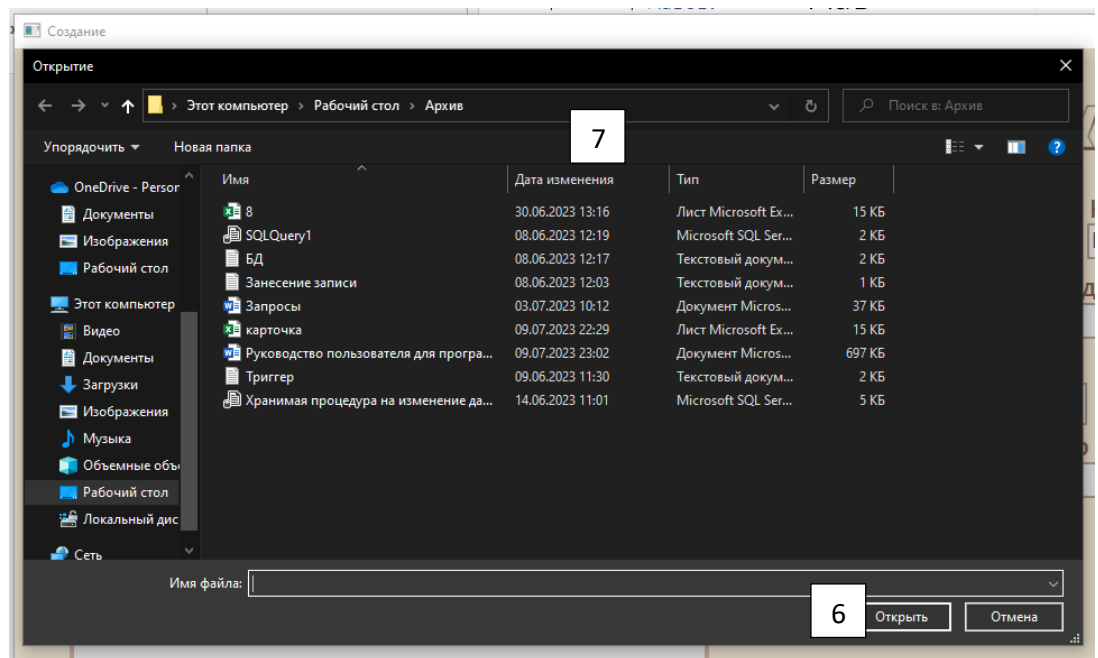 Создание
Открытие
Этот компьютер › Рабочий стол › Архив
Поиск в: Архив
7
Упорядочить Новая папка
Имя Дата изменения Тип Размер
OneDrive - Person
Документы
Изображения
Рабочий стол
Этот компьютер
Видео
Документы
Загрузки
Изображения
Музыка
Объемные объ
Рабочий стол
Локальный дис
Сеть
8 30.06.2023 13:16 Лист Microsoft Ex... 15 КБ
SQLQuery1 08.06.2023 12:19 Microsoft SQL Ser... 2 КБ
БД 08.06.2023 12:17 Текстовый докум... 2 КБ
Занесение записи 08.06.2023 12:03 Текстовый докум... 1 КБ
Запросы 03.07.2023 10:12 Документ Micros... 37 КБ
карточка 09.07.2023 22:29 Лист Microsoft Ex... 15 КБ
Руководство пользователя для програ... 09.07.2023 23:02 Документ Micros... 697 КБ
Триггер 09.06.2023 11:30 Текстовый докум... 2 КБ
Хранимая процедура на изменение да... 14.06.2023 11:01 Microsoft SQL Ser... 5 КБ
Имя файла:
6
Открыть Отмена